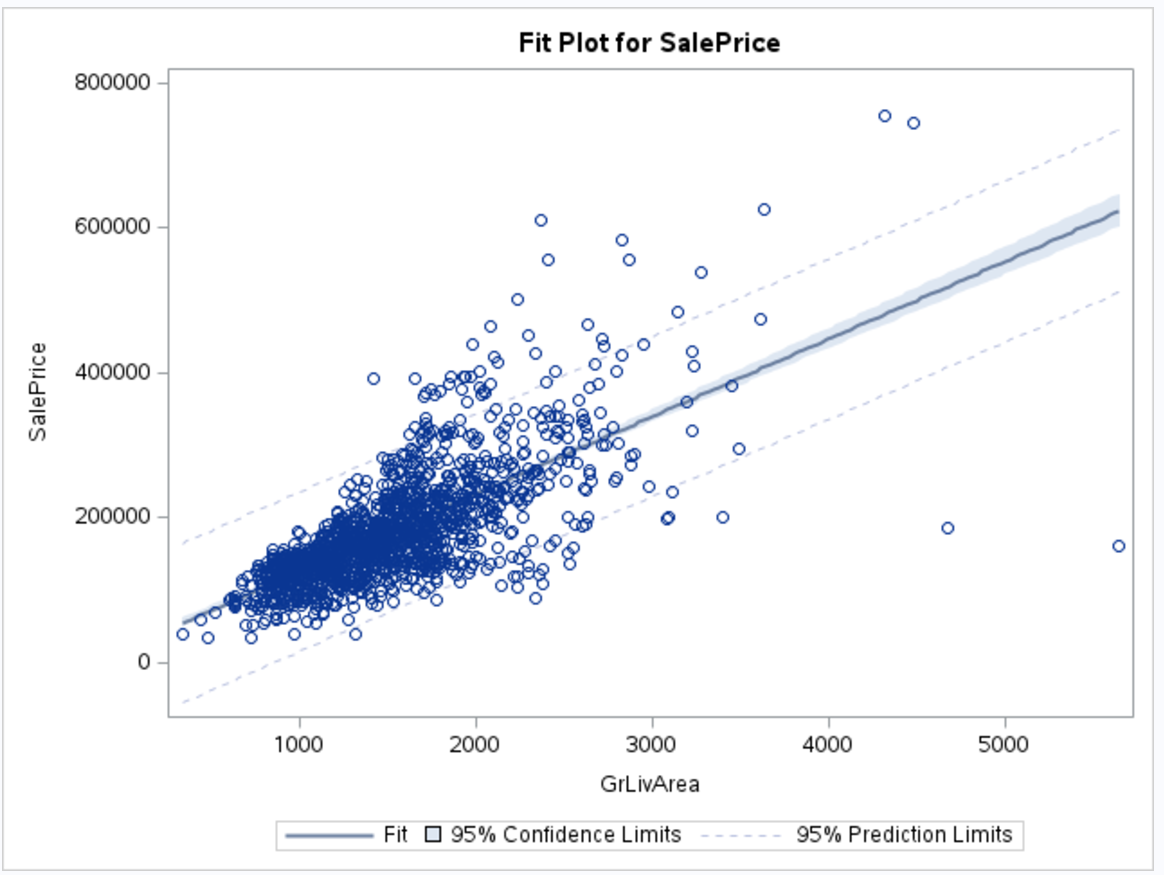 Fit Plot for SalePrice
800000
600000
400000
200000
0
SalePrice
1000 2000 3000 4000 5000
GrLivArea
Fit 95% Confidence Limits 95% Prediction Limits